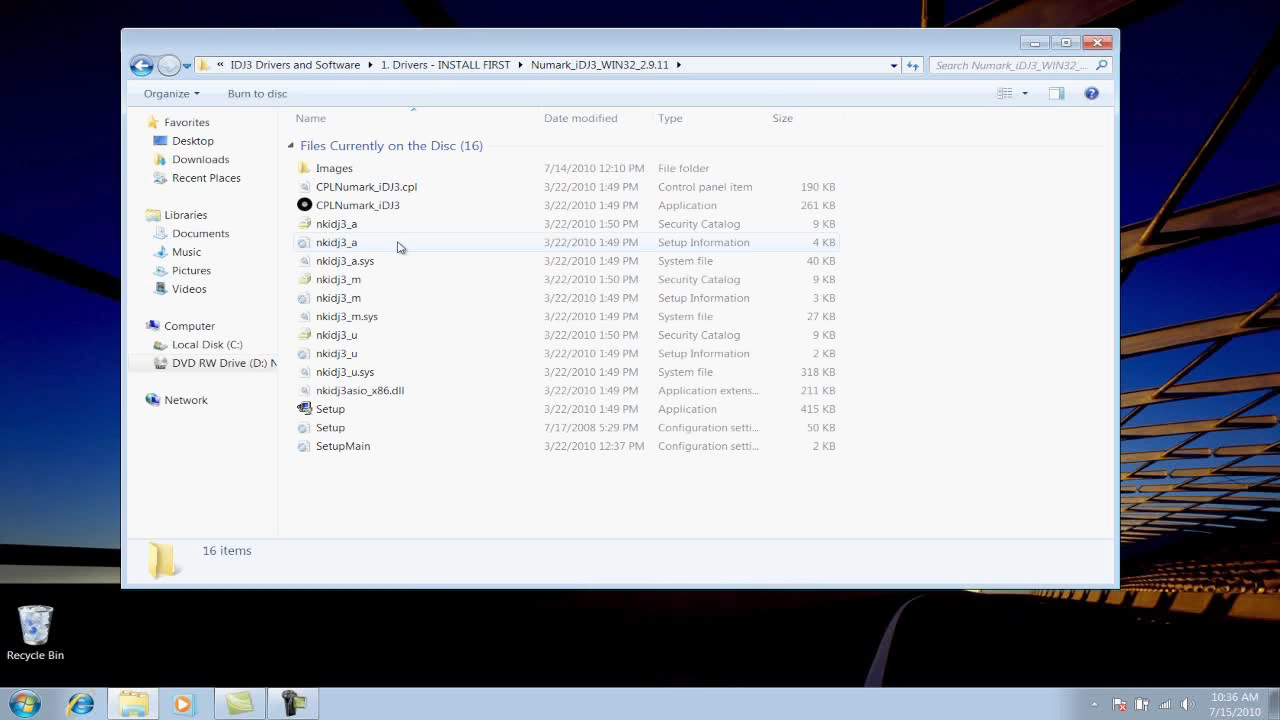 « IDJ3 Drivers and Software 1. Drivers - INSTALL FIRST Numark_iDJ3_WIN32_2.9.11 Search Numark_iDJ3_WIN32_-...
Organize Burn to disc
Name Date modified Type Size
Files Currently on the Disc (16)
Images 7/14/2010 12:10 PM File folder
CPLNumark_iDJ3.cpl 3/22/2010 1:49 PM Control panel item 190 KB
CPLNumark_iDJ3 3/22/2010 1:49 PM Application 261 KB
nkidj3_a 3/22/2010 1:50 PM Security Catalog 9 KB
nkidj3_a 3/22/2010 1:49 PM Setup Information 4 KB
nkidj3_a.sys 3/22/2010 1:49 PM System file 40 KB
nkidj3_m 3/22/2010 1:50 PM Security Catalog 9 KB
nkidj3_m 3/22/2010 1:49 PM Setup Information 3 KB
nkidj3_m.sys 3/22/2010 1:49 PM System file 27 KB
nkidj3_u 3/22/2010 1:49 PM Security Catalog 9 KB
nkidj3_u 3/22/2010 1:49 PM Setup Information 2 KB
nkidj3_u.sys 3/22/2010 1:49 PM System file 318 KB
nkidj3asio_x86.dll 3/22/2010 1:49 PM Application extens... 211 KB
Setup 3/22/2010 1:49 PM Application 415 KB
Setup 7/17/2008 5:29 PM Configuration setti... 50 KB
SetupMain 3/22/2010 12:37 PM Configuration setti... 2 KB
Favorites
Desktop
Downloads
Recent Places
Libraries
Documents
Music
Pictures
Videos
Computer
Local Disk (C:)
DVD RW Drive (D:) N
Network
16 items
Recycle Bin
10:36 AM
7/15/2010